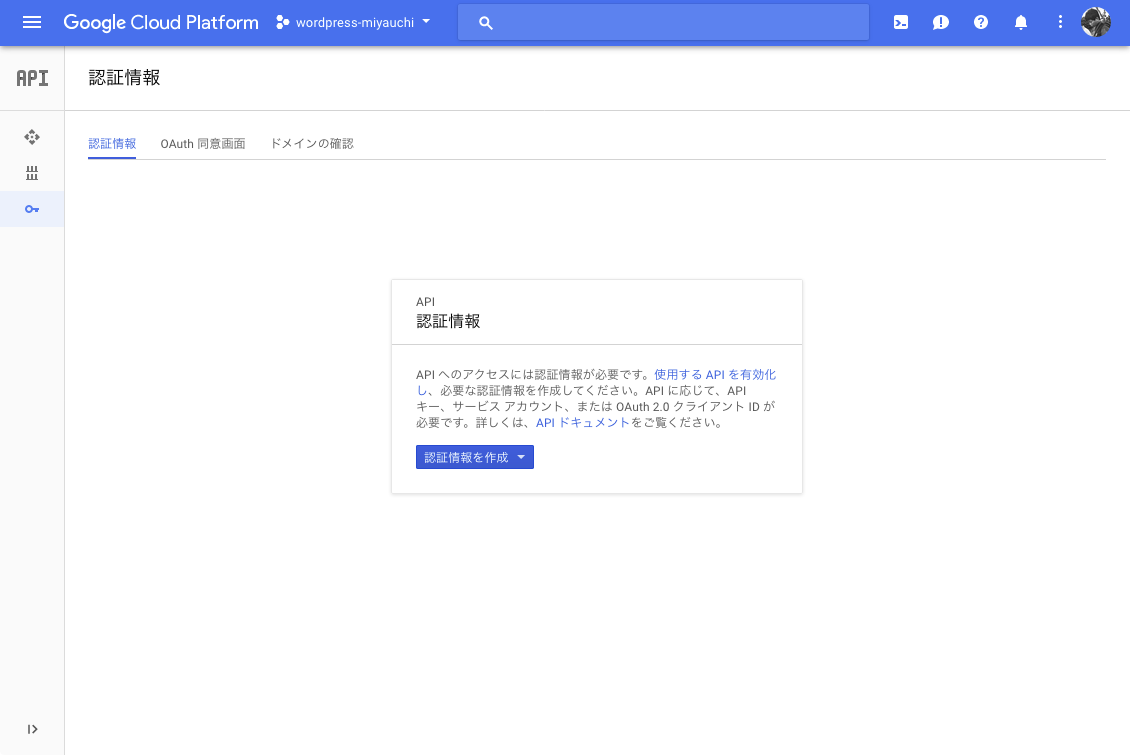 Google Cloud Platform
wordpress-miyauchi
API
認証情報
認証情報
OAuth 同意画面
ドメインの確認
API
認証情報
API へのアクセスには認証情報が必要です。使用する API を有効化
し、必要な認証情報を作成してください。API に応じて、API
キー、サービス アカウント、または OAuth 2.0 クライアント ID が
必要です。詳しくは、API ドキュメントをご覧ください。
認証情報を作成